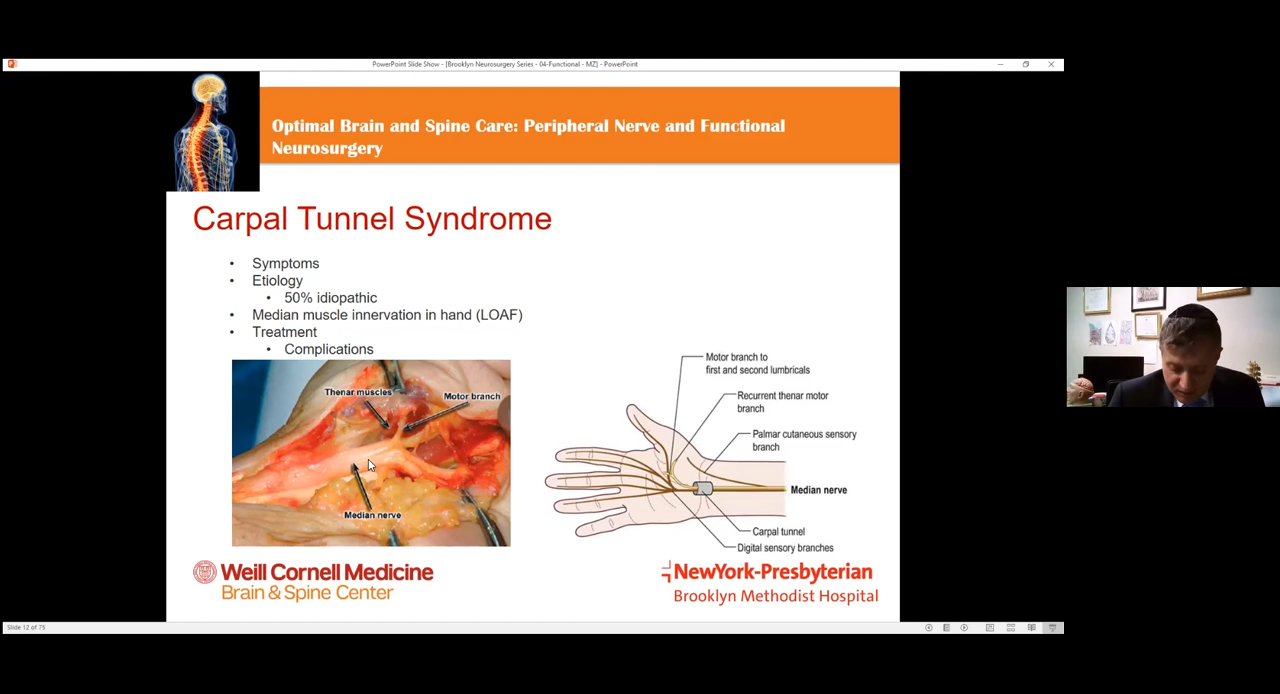 PowerPoint Slide Show - [Brooklyn Neurosurgery Series - 04-Functional - MZ] - PowerPoint
Optimal Brain and Spine Care: Peripheral Nerve and Functional
Neurosurgery
Carpal Tunnel Syndrome
• Symptoms
• Etiology
• 50% idiopathic
• Median muscle innervation in hand (LOAF)
• Treatment
• Complications
Thenar muscles
Motor branch
Median nerve
Motor branch to
first and second lumbricals
Recurrent thenar motor
branch
Palmar cutaneous sensory
branch
Median nerve
Carpal tunnel
Digital sensory branches
Weill Cornell Medicine
Brain & Spine Center
NewYork-Presbyterian
Brooklyn Methodist Hospital
Slide 12 of 75